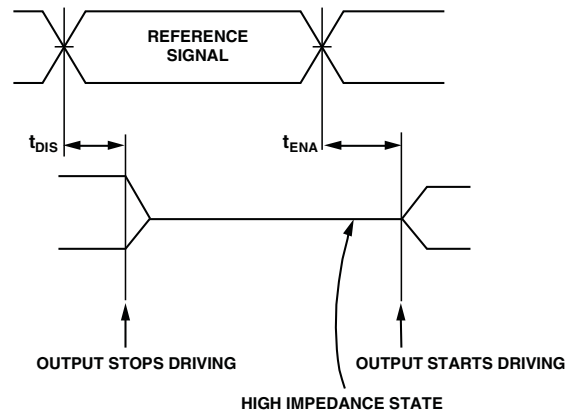 REFERENCE
SIGNAL
tDIS
tENA
OUTPUT STOPS DRIVING
OUTPUT STARTS DRIVING
HIGH IMPEDANCE STATE